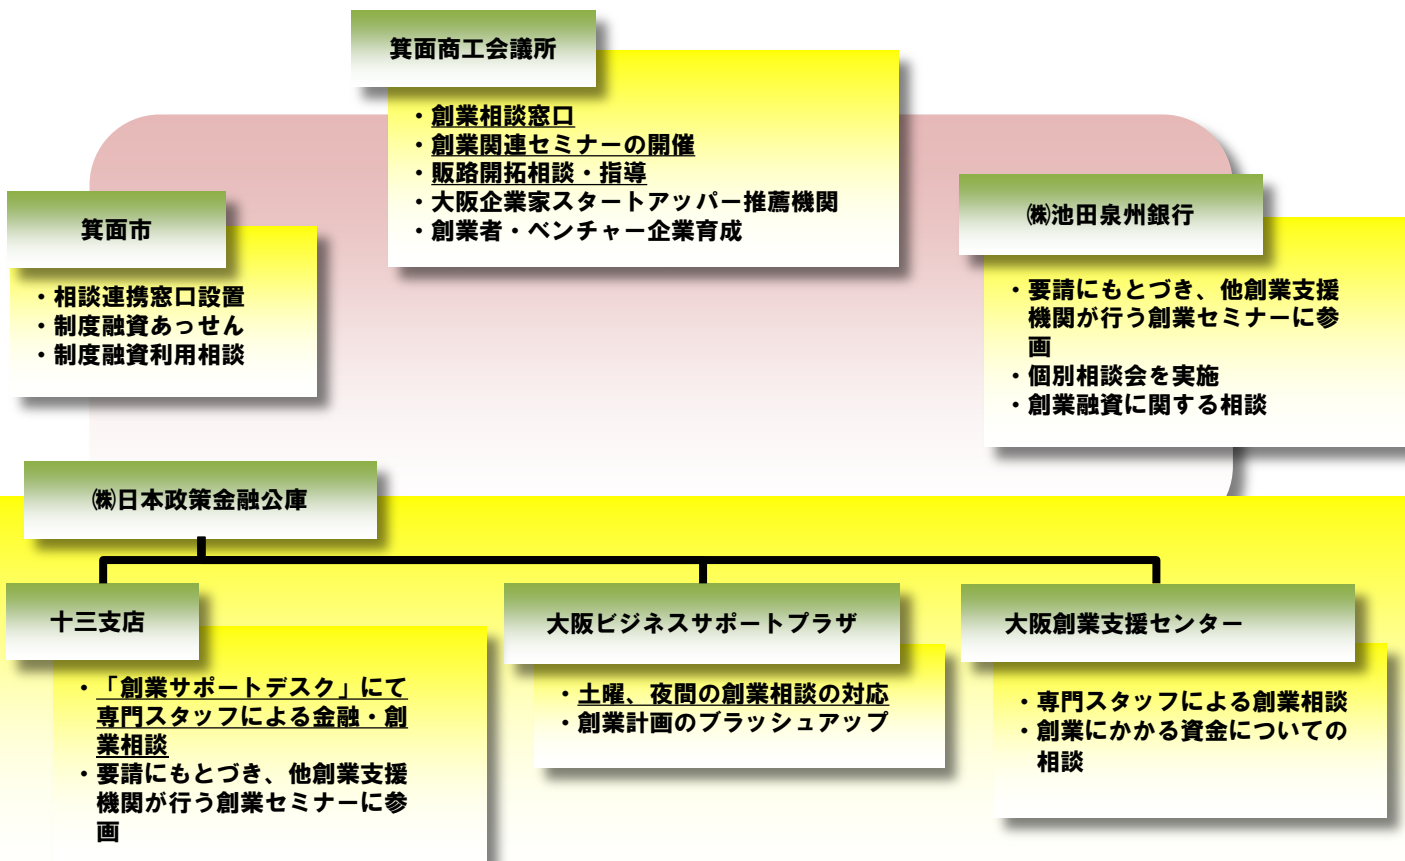 箕面商工会議所
・創業相談窓口
・創業関連セミナーの開催
・販路開拓相談・指導
・大阪企業家スタートアッパー推薦機関
・創業者・ベンチャー企業育成
箕面市
・相談連携窓口設置
・制度融資あっせん
・制度融資利用相談
㈱池田泉州銀行
・要請にもとづき、他創業支援
機関が行う創業セミナーに参
画
・個別相談会を実施
・創業融資に関する相談
㈱日本政策金融公庫
十三支店
・「創業サポートデスク」にて
専門スタッフによる金融・創
業相談
・要請にもとづき、他創業支援
機関が行う創業セミナーに参
画
大阪ビジネスサポートプラザ
・土曜、夜間の創業相談の対応
・創業計画のブラッシュアップ
大阪創業支援センター
・専門スタッフによる創業相談
・創業にかかる資金についての
相談